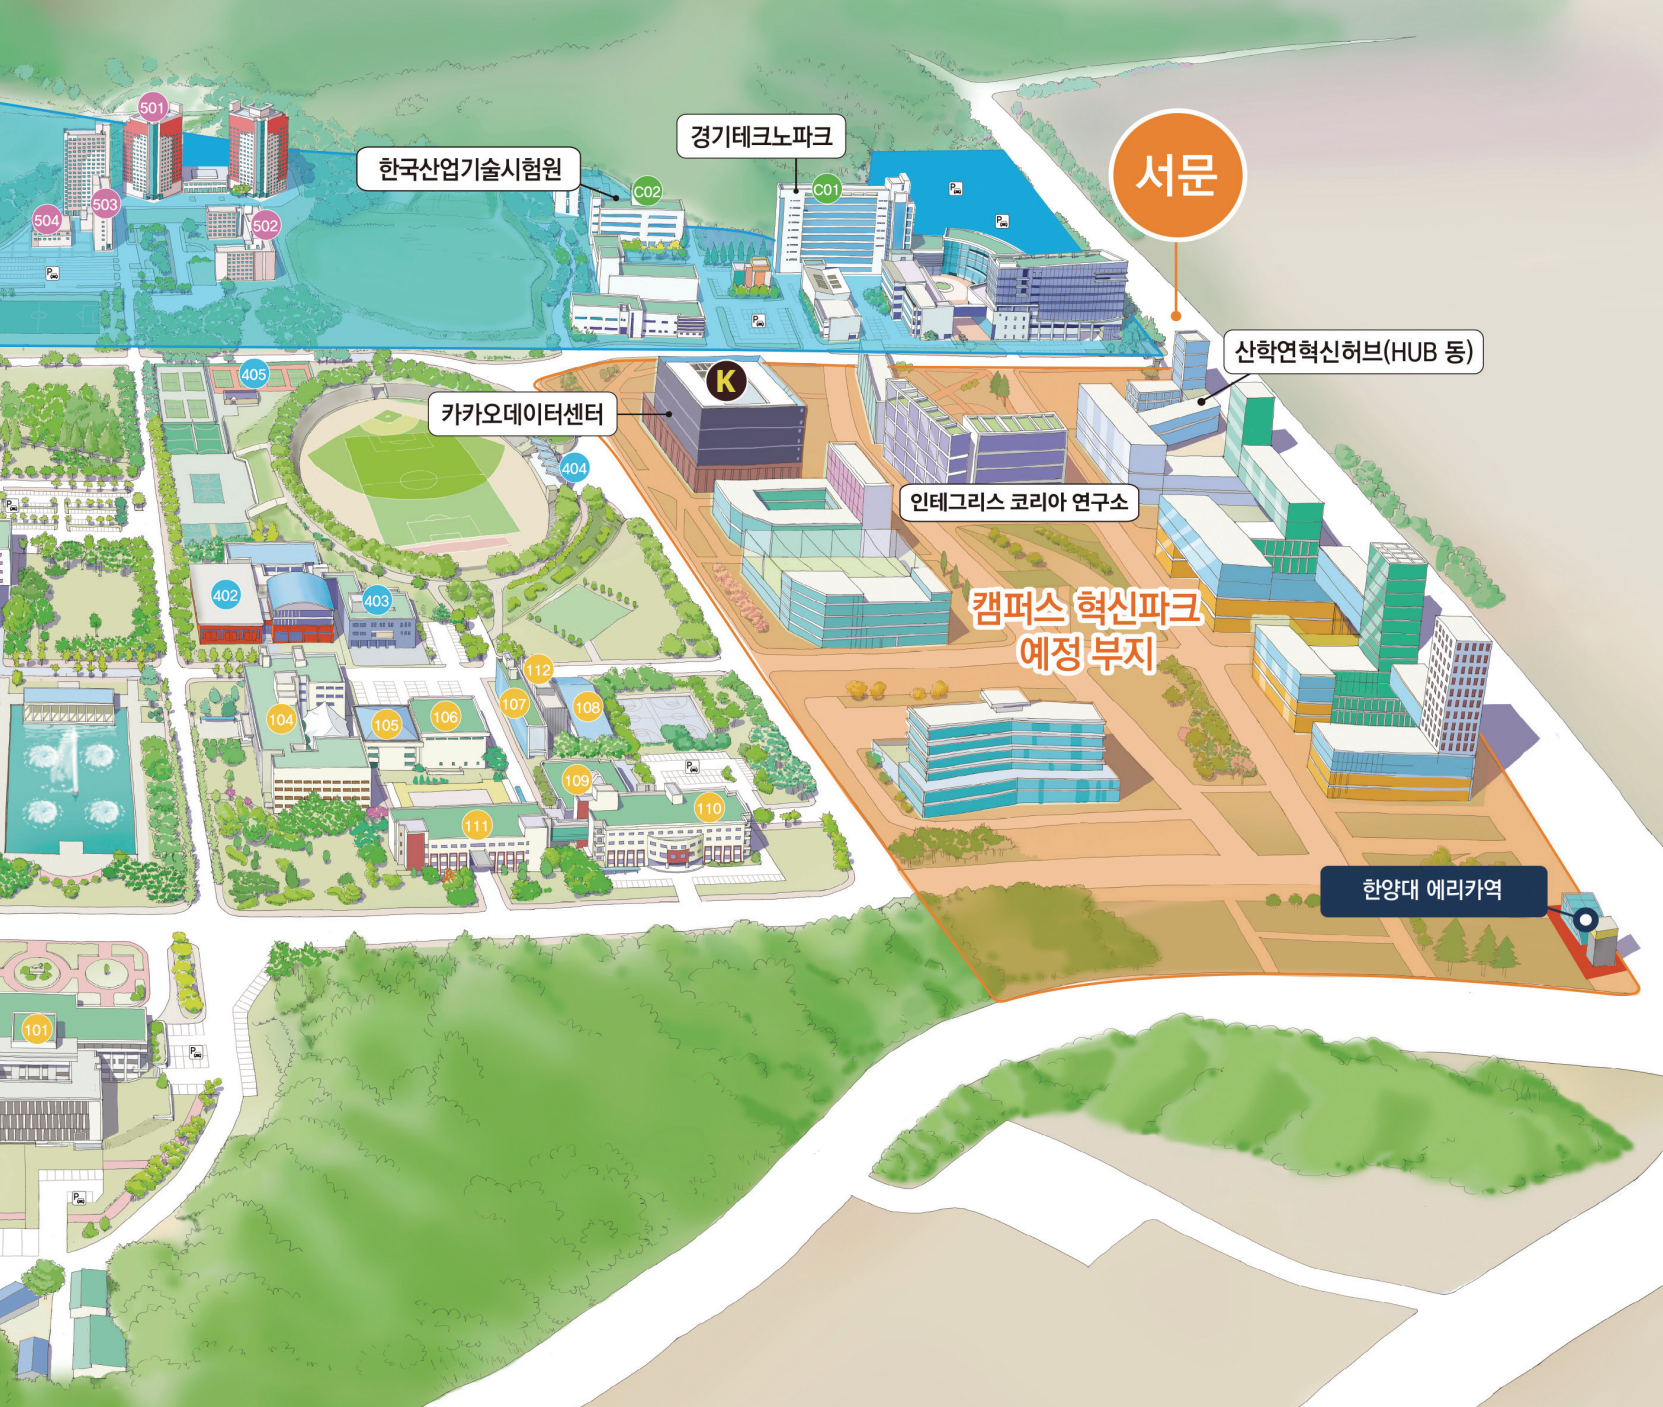 501
경기테크노파크
서문
한국산업기술시험원
C02
C01
P
P
503
504
502
P
P
산학연혁신허브(HUB 동)
405
K
카카오데이터센터
404
P
인테그리스 코리아 연구소
402
403
캠퍼스 혁신파크
예정 부지
112
107
108
104
105
106
P
109
110
111
한양대 에리카역
101
P
P